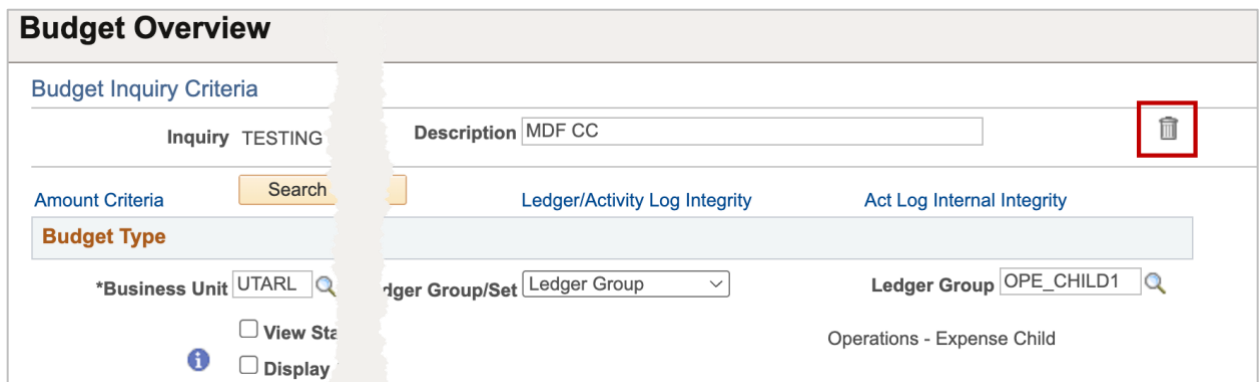 Budget Overview
Budget Inquiry Criteria
Inquiry TESTING Description MDF CC
Amount Criteria Search Ledger/Activity Log Integrity Act Log Internal Integrity
Budget Type
*Business Unit UTARL dger Group/Set Ledger Group Ledger Group OPE_CHILD1
View Sta Operations - Expense Child
Display